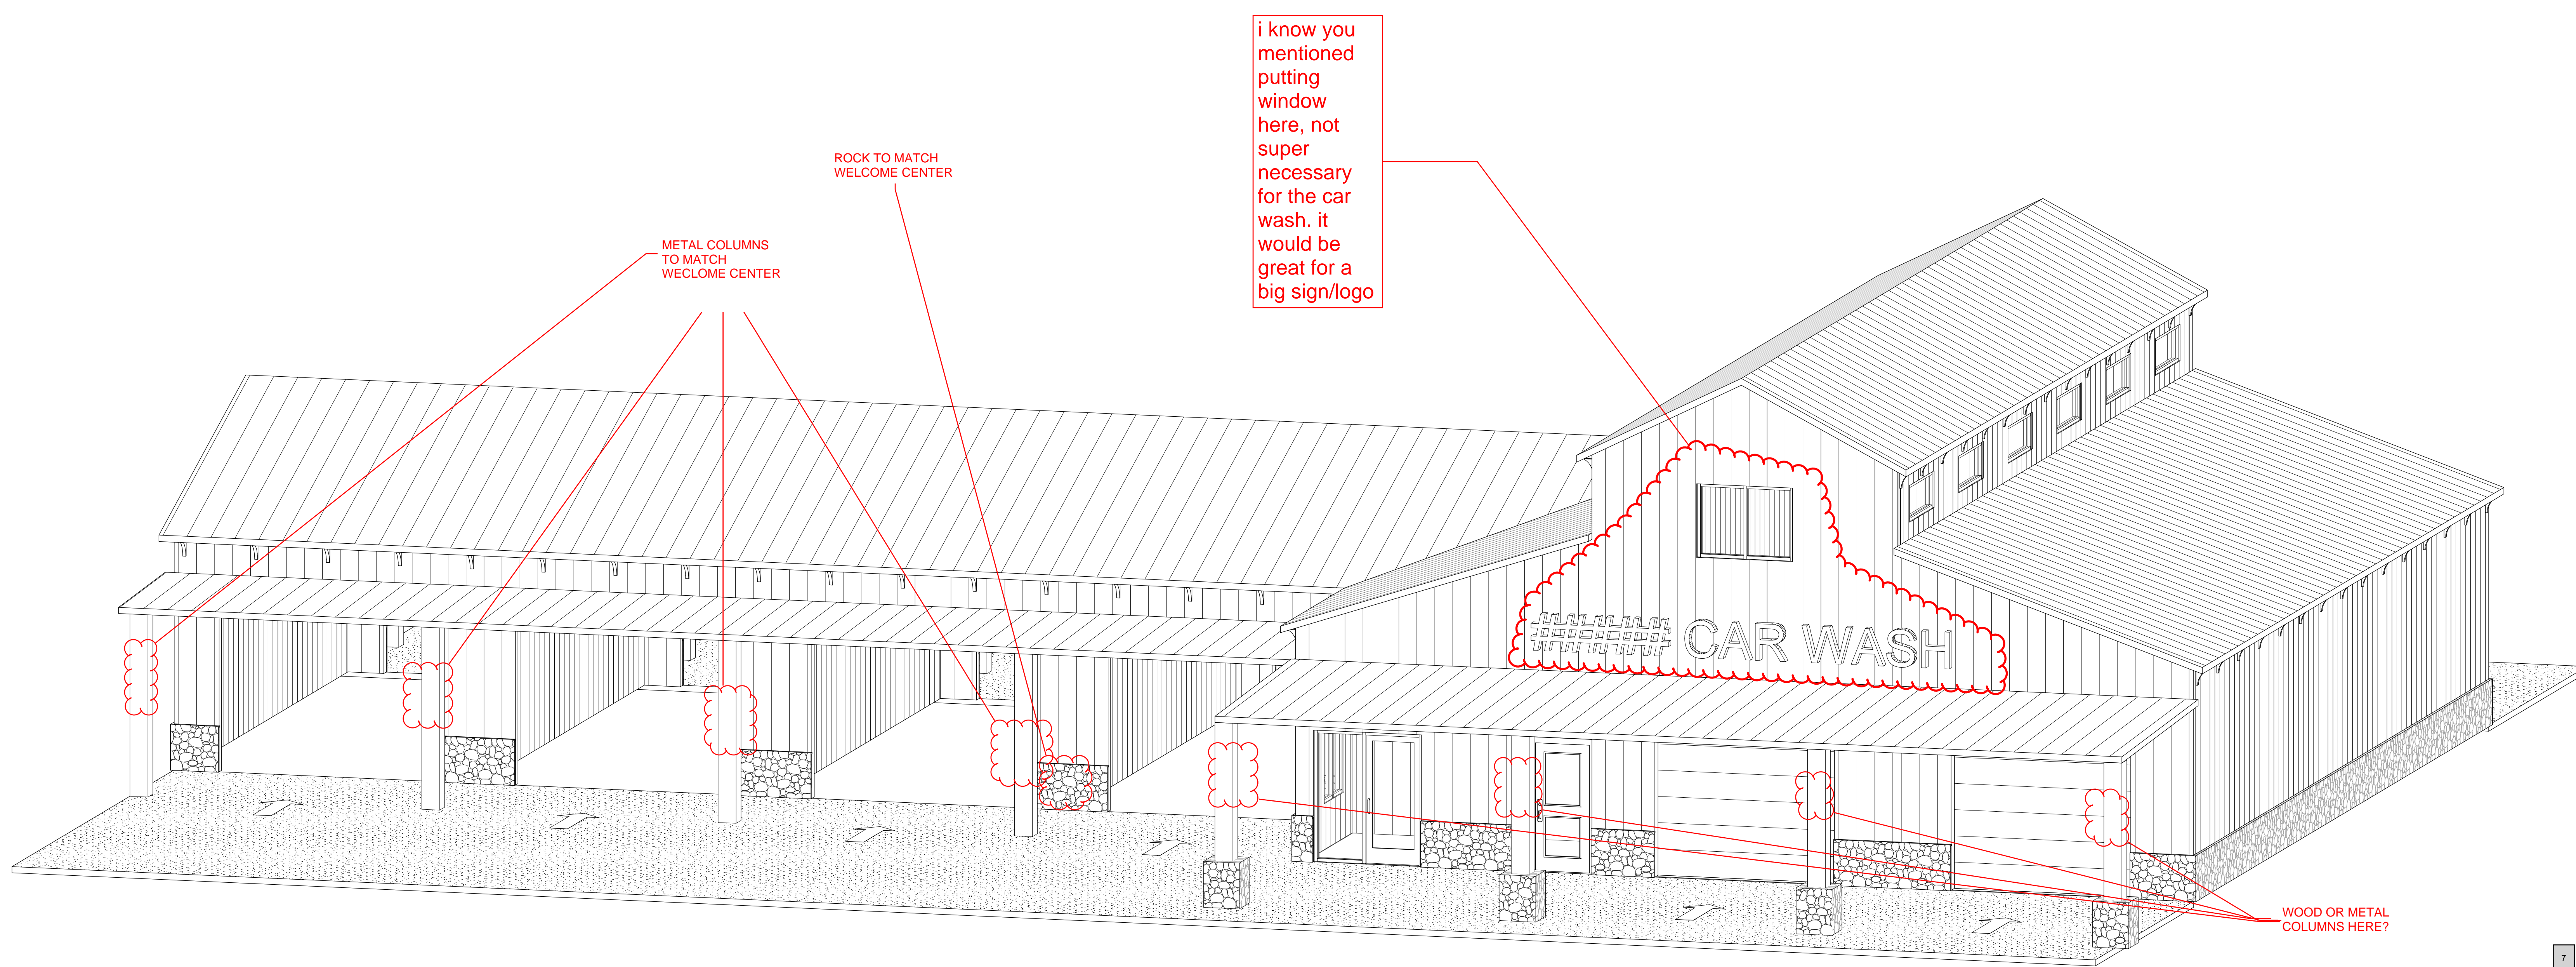 i know you
mentioned
putting
window
here, not
super
necessary
for the car
wash. it
would be
great for a
big sign/logo
ROCK TO MATCH
WELCOME CENTER
METAL COLUMNS
TO MATCH
WECLOME CENTER
###### CAR WASH
WOOD OR METAL
COLUMNS HERE?
7